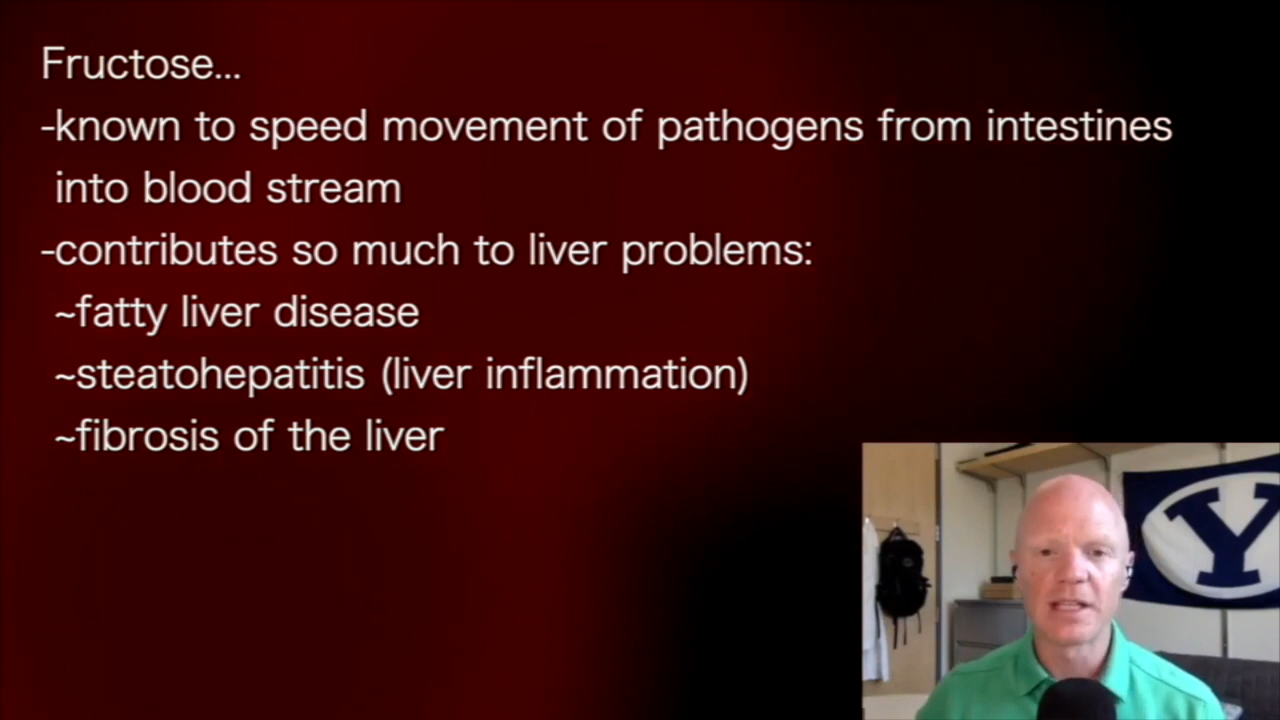 Fructose...
-known to speed movement of pathogens from intestines
into blood stream
-contributes so much to liver problems:
~fatty liver disease
~steatohepatitis (liver inflammation)
~fibrosis of the liver
Y